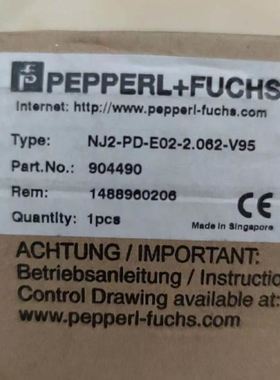 PEPPERL+FUCHS
Internet: http://www.pepperl-fuchs.com
Type: NJ2-PD-E02-2.062-V95
Part.No.: 904490
Rem: 1488960206
Quantity: 1pcs
CE
Made in Singapore
ACHTUNG / IMPORTANT:
Betriebsanleitung / Instruction
Control Drawing available at:
www.pepperl-fuchs.com